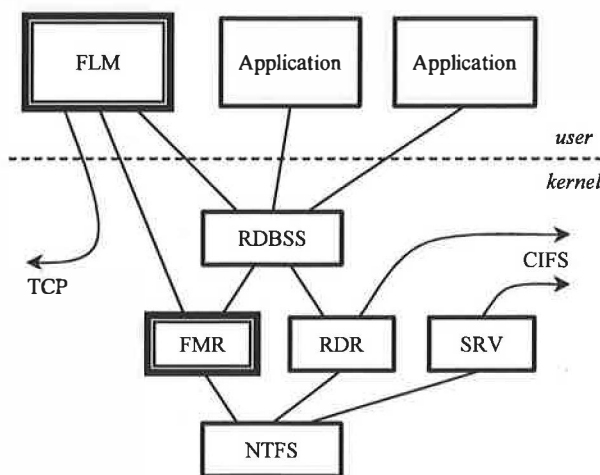 FLM
Application
Application
user
kernel
RDBSS
TCP
CIFS
FMR
RDR
SRV
NTFS